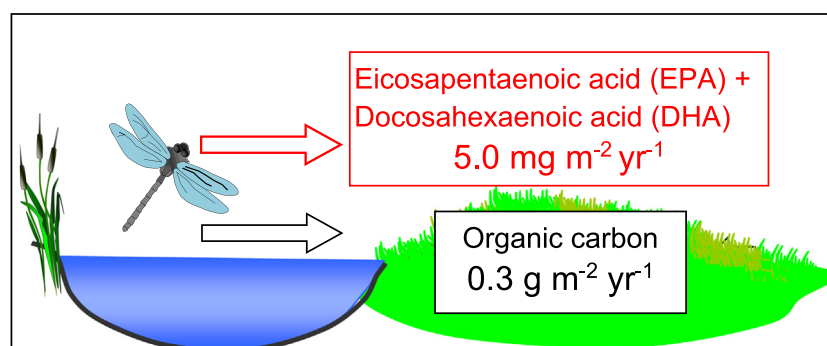 Eicosapentaenoic acid (EPA) +
Docosahexaenoic acid (DHA)
5.0 mg m⁻² yr⁻¹
Organic carbon
0.3 g m⁻² yr⁻¹